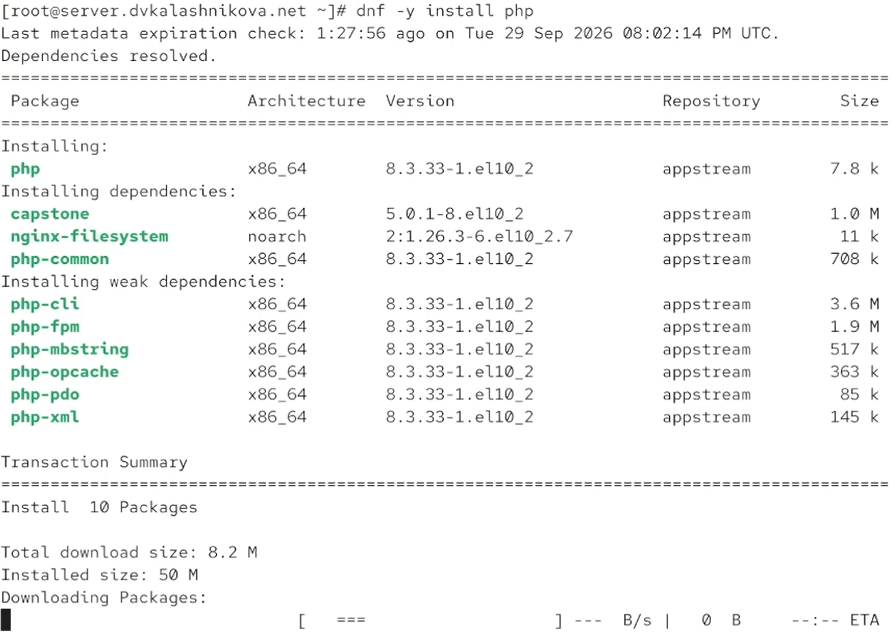 [root@server.dvkalashnikova.net ~]# dnf -y install php
Last metadata expiration check: 1:27:56 ago on Tue 29 Sep 2026 08:02:14 PM UTC.
Dependencies resolved.
==========================================================================================
 Package                 Architecture  Version                     Repository        Size
==========================================================================================
Installing:
 php                     x86_64        8.3.33-1.el10_2             appstream        7.8 k
Installing dependencies:
 capstone                x86_64        5.0.1-8.el10_2              appstream        1.0 M
 nginx-filesystem        noarch        2:1.26.3-6.el10_2.7         appstream         11 k
 php-common              x86_64        8.3.33-1.el10_2             appstream        708 k
Installing weak dependencies:
 php-cli                 x86_64        8.3.33-1.el10_2             appstream        3.6 M
 php-fpm                 x86_64        8.3.33-1.el10_2             appstream        1.9 M
 php-mbstring            x86_64        8.3.33-1.el10_2             appstream        517 k
 php-opcache             x86_64        8.3.33-1.el10_2             appstream        363 k
 php-pdo                 x86_64        8.3.33-1.el10_2             appstream         85 k
 php-xml                 x86_64        8.3.33-1.el10_2             appstream        145 k
Transaction Summary
==========================================================================================
Install  10 Packages
Total download size: 8.2 M
Installed size: 50 M
Downloading Packages:
[   ===                   ] ---  B/s |   0  B     --:-- ETA